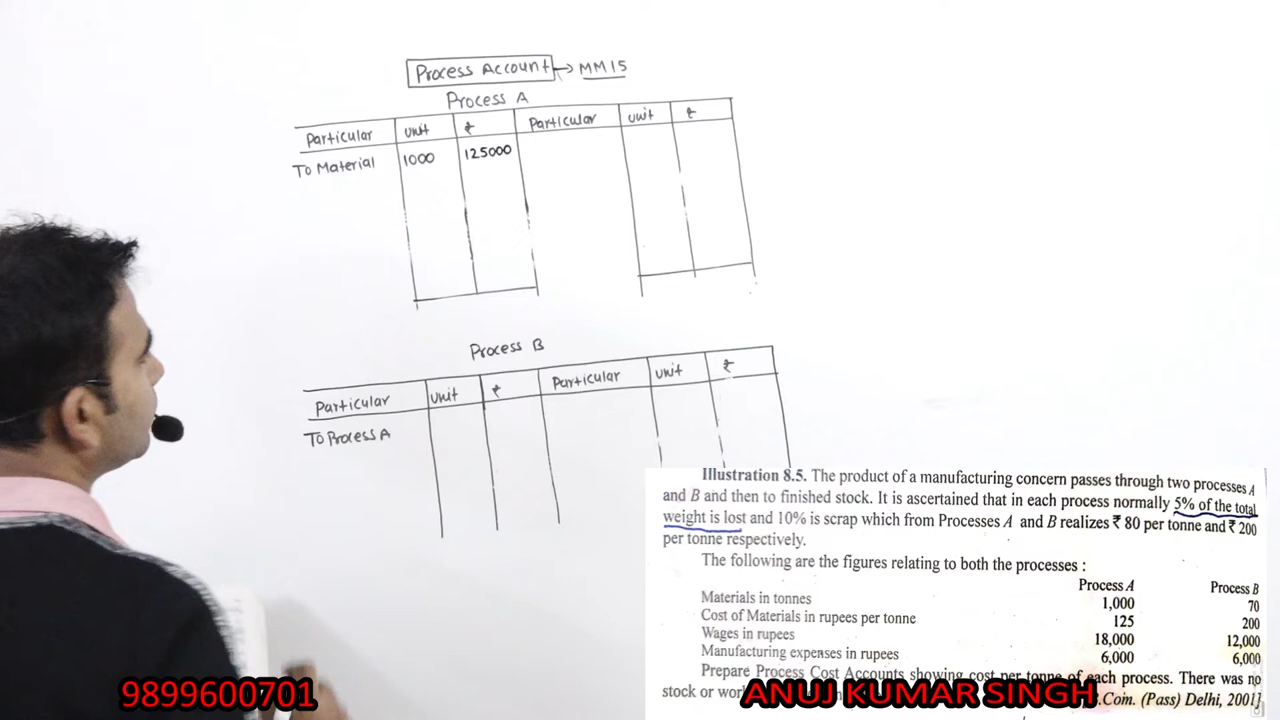 Process Account → MM15
Process A
Particular unit ₹ Particular unit ₹
To Material 1000 125000
Process B
Particular unit ₹ Particular unit ₹
To Process A
Illustration 8.5. The product of a manufacturing concern passes through two processes A
and B and then to finished stock. It is ascertained that in each process normally 5% of the total
weight is lost and 10% is scrap which from Processes A and B realizes ₹ 80 per tonne and ₹ 200
per tonne respectively.
The following are the figures relating to both the processes :
Process A Process B
Materials in tonnes 1,000 70
Cost of Materials in rupees per tonne 125 200
Wages in rupees 18,000 12,000
Manufacturing expenses in rupees 6,000 6,000
Prepare Process Cost Accounts showing cost per tonne of each process. There was no
stock or (Pass) Delhi, 2001]
9899600701
ANUJ KUMAR SINGH